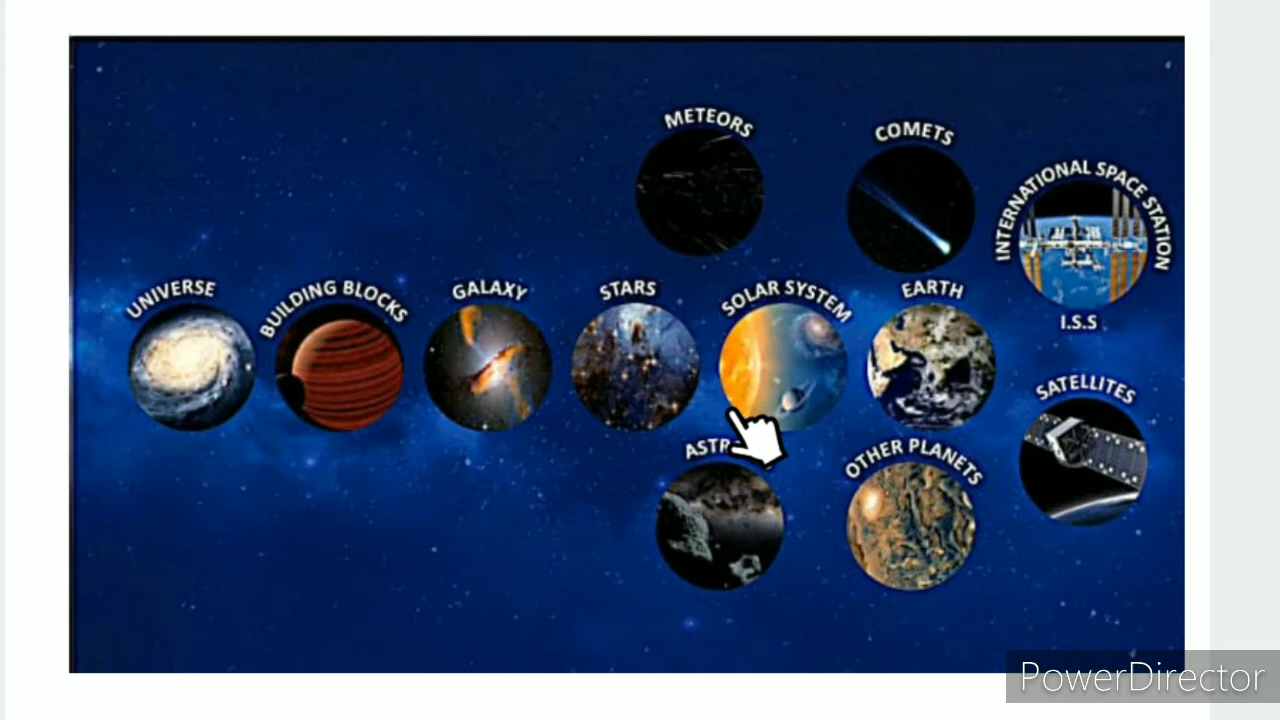 METEORS
COMETS
INTERNATIONAL SPACE STATION
I.S.S
UNIVERSE
BUILDING BLOCKS
GALAXY
STARS
SOLAR SYSTEM
EARTH
SATELLITES
OTHER PLANETS
PowerDirector